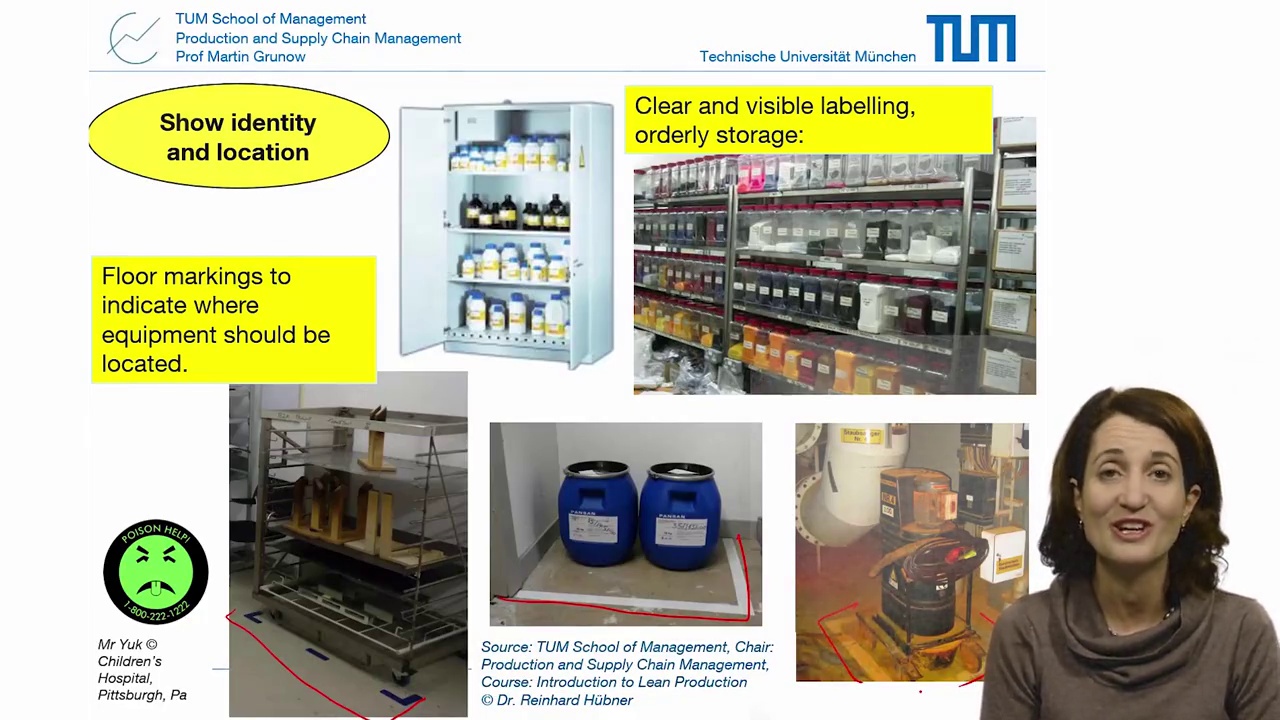 TUM School of Management
Production and Supply Chain Management
Prof Martin Grunow
Technische Universität München
TUM
Show identity
and location
Clear and visible labelling,
orderly storage:
Floor markings to
indicate where
equipment should be
located.
POISON HELP!
1-800-222-1222
Mr Yuk ©
Children's
Hospital,
Pittsburgh, Pa
PANSAN
PANSAN
Source: TUM School of Management, Chair:
Production and Supply Chain Management,
Course: Introduction to Lean Production
© Dr. Reinhard Hübner